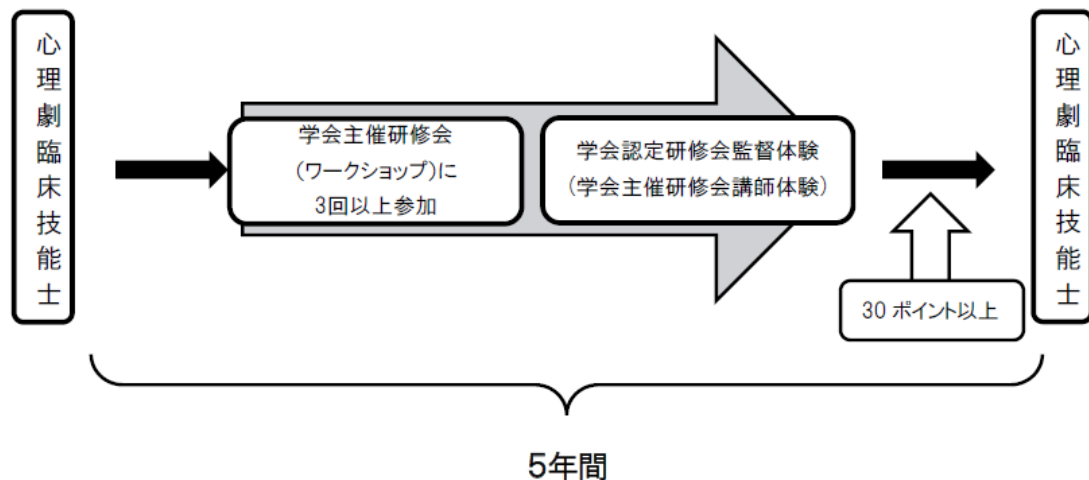 心理劇臨床技能士
学会主催研修会
(ワークショップ)に
3回以上参加
学会認定研修会監督体験
(学会主催研修会講師体験)
30 ポイント以上
心理劇臨床技能士
5年間